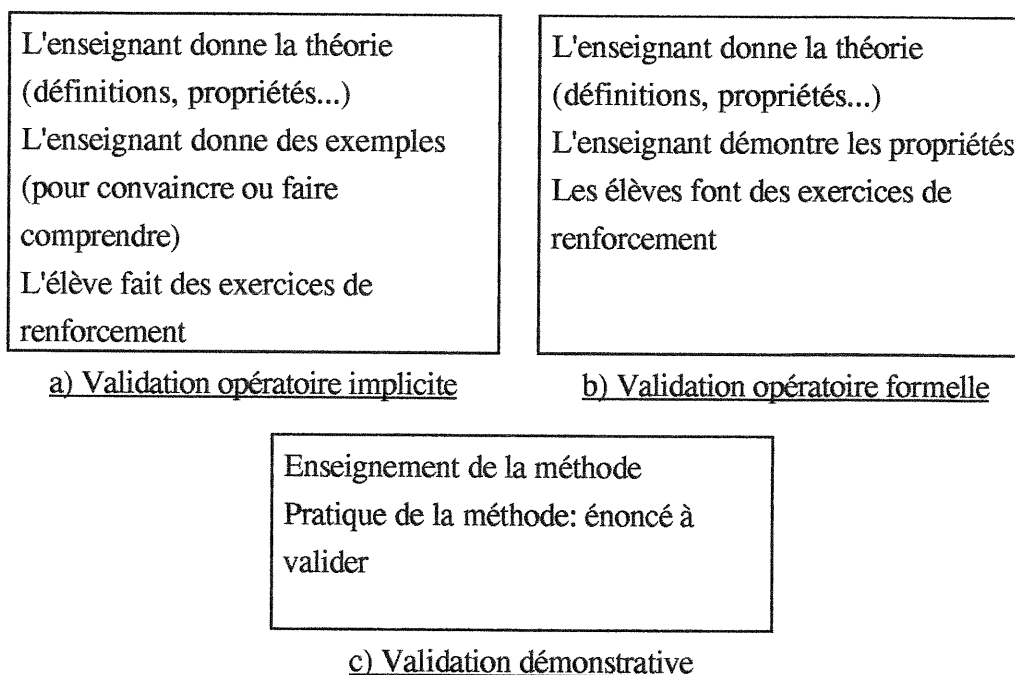 L'enseignant donne la théorie
(définitions, propriétés...)
L'enseignant donne des exemples
(pour convaincre ou faire
comprendre)
L'élève fait des exercices de
renforcement
a) Validation opératoire implicite
L'enseignant donne la théorie
(définitions, propriétés...)
L'enseignant démontre les propriétés
Les élèves font des exercices de
renforcement
b) Validation opératoire formelle
Enseignement de la méthode
Pratique de la méthode: énoncé à
valider
c) Validation démonstrative